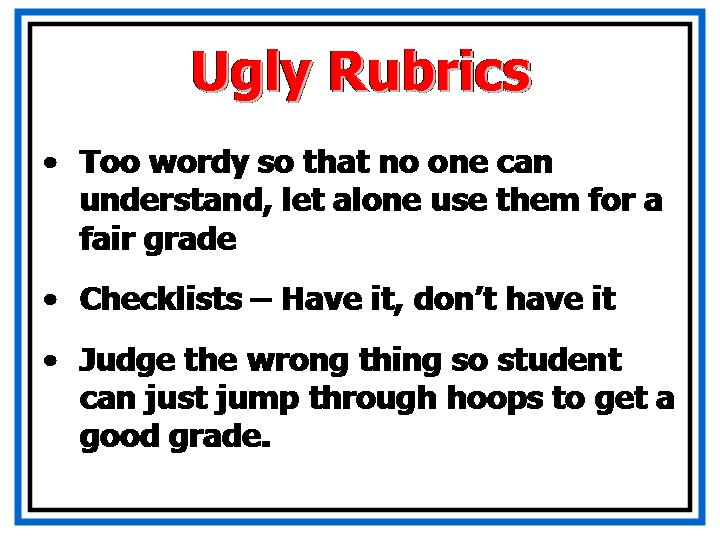 Ugly Rubrics
• Too wordy so that no one can
understand, let alone use them for a
fair grade
• Checklists – Have it, don’t have it
• Judge the wrong thing so student
can just jump through hoops to get a
good grade.